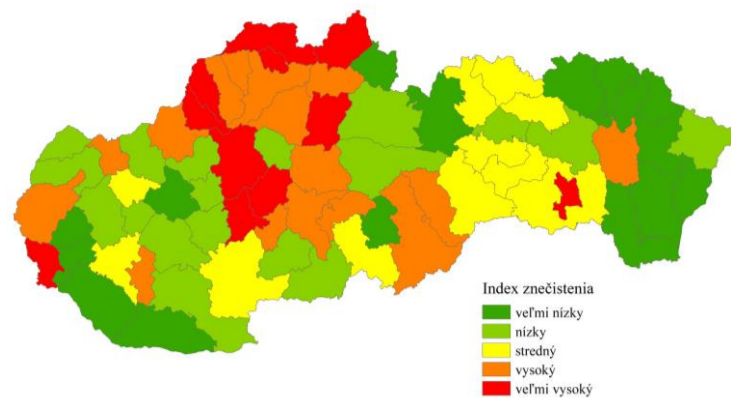 Index znečistenia
veľmi nízky
nízky
stredný
vysoký
veľmi vysoký